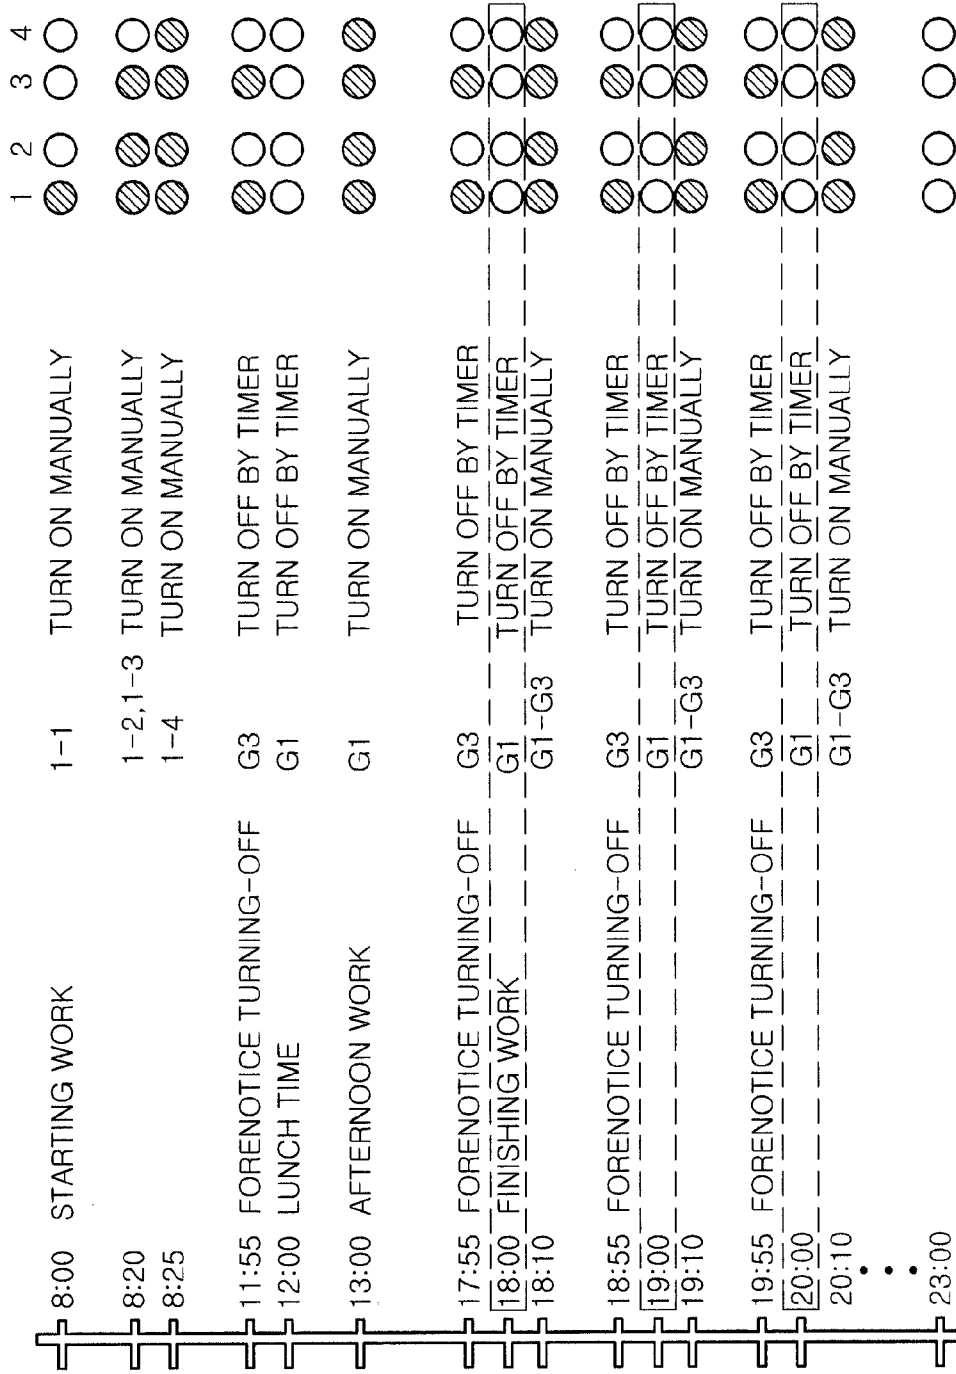 1 2 3 4
8:00 STARTING WORK 1-1 TURN ON MANUALLY
8:20 1-2,1-3 TURN ON MANUALLY
8:25 1-4 TURN ON MANUALLY
11:55 FORENOTICE TURNING-OFF G3 TURN OFF BY TIMER
12:00 LUNCH TIME G1 TURN OFF BY TIMER
13:00 AFTERNOON WORK G1 TURN ON MANUALLY
17:55 FORENOTICE TURNING-OFF G3 TURN OFF BY TIMER
18:00 FINISHING WORK G1 TURN OFF BY TIMER
18:10 G1-G3 TURN ON MANUALLY
18:55 FORENOTICE TURNING-OFF G3 TURN OFF BY TIMER
19:00 G1 TURN OFF BY TIMER
19:10 G1-G3 TURN ON MANUALLY
19:55 FORENOTICE TURNING-OFF G3 TURN OFF BY TIMER
20:00 G1 TURN OFF BY TIMER
20:10 G1-G3 TURN ON MANUALLY
23:00